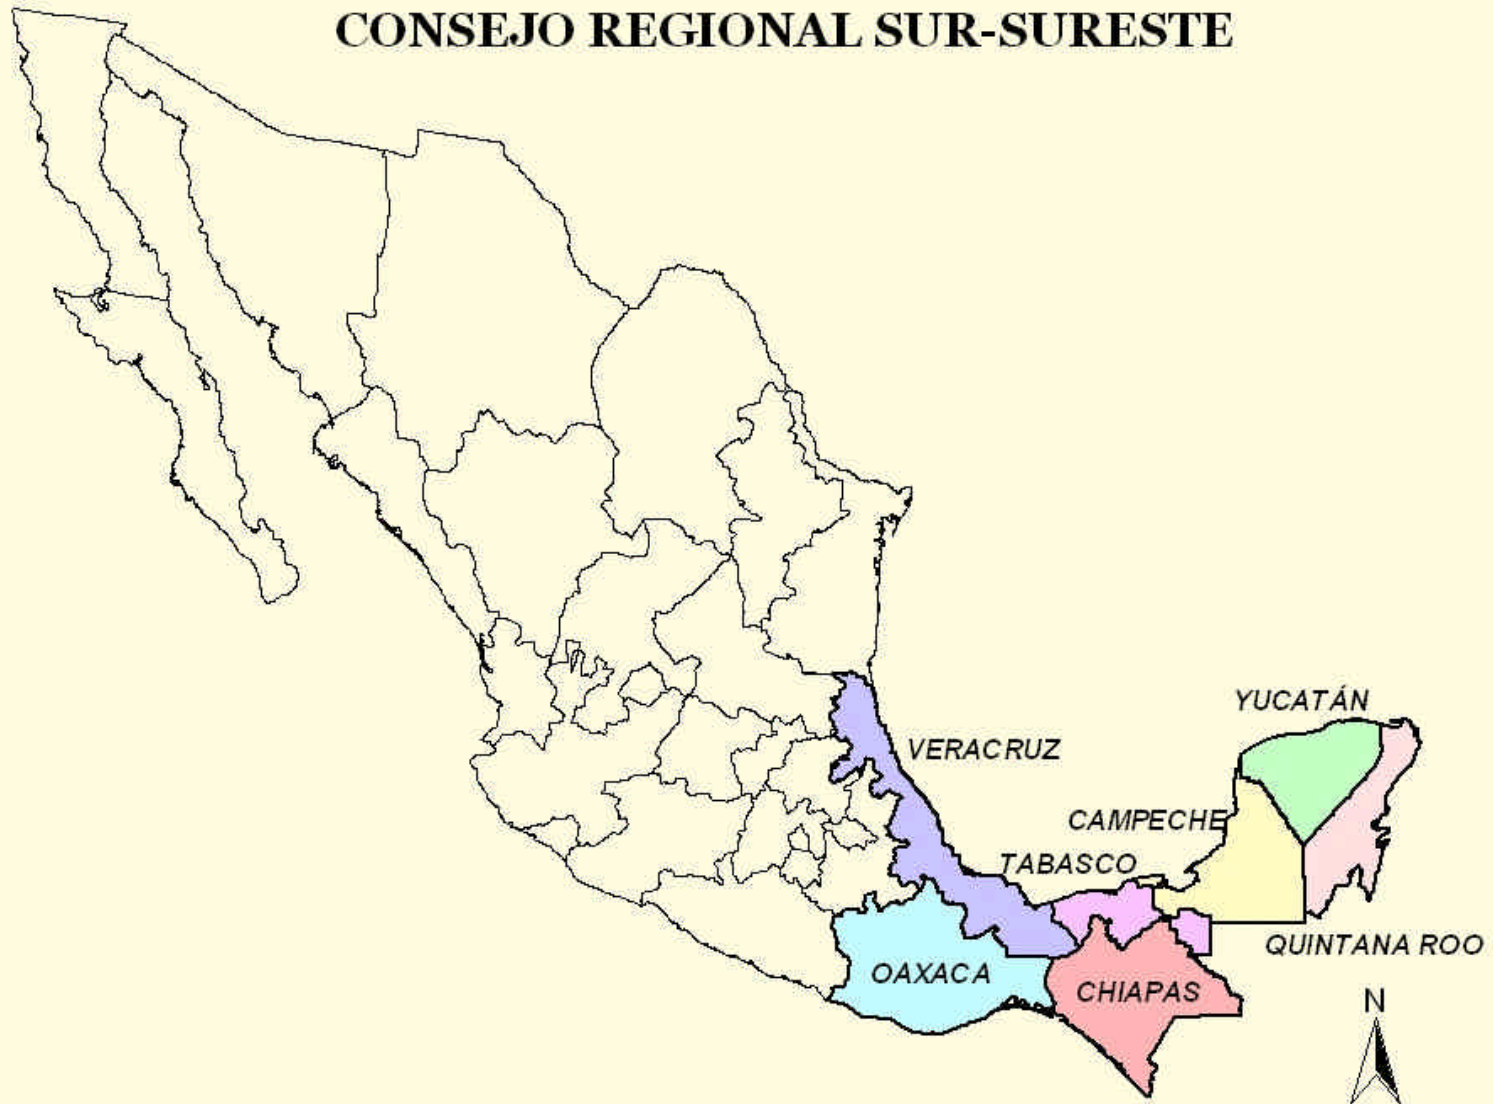 CONSEJO REGIONAL SUR-SURESTE
YUCATÁN
VERACRUZ
CAMPECHE
TABASCO
QUINTANA ROO
OAXACA
CHIAPAS
N